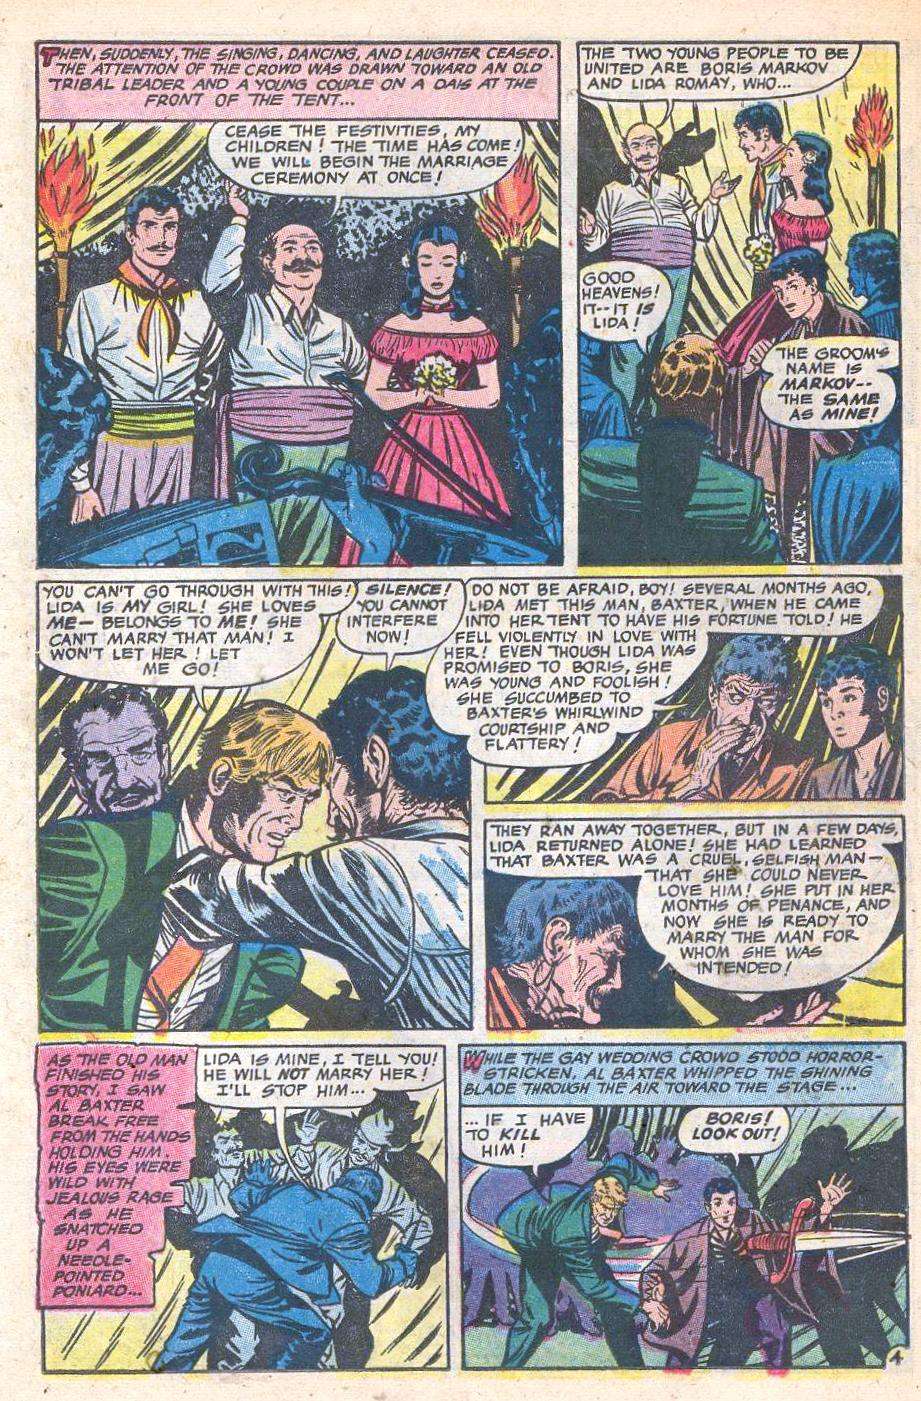 THEN, SUDDENLY, THE SINGING, DANCING, AND LAUGHTER CEASED.
THE ATTENTION OF THE CROWD WAS DRAWN TOWARD AN OLD
TRIBAL LEADER AND A YOUNG COUPLE ON A DAIS AT THE
FRONT OF THE TENT...
CEASE THE FESTIVITIES, MY
CHILDREN! THE TIME HAS COME!
WE WILL BEGIN THE MARRIAGE
CEREMONY AT ONCE!
THE TWO YOUNG PEOPLE TO BE
UNITED ARE BORIS MARKOV
AND LIDA ROMAY, WHO...
GOOD
HEAVENS!
IT--IT IS
LIDA!
THE GROOM'S
NAME IS
MARKOV--
THE SAME
AS MINE!
YOU CAN'T GO THROUGH WITH THIS!
LIDA IS MY GIRL! SHE LOVES
ME-- BELONGS TO ME! SHE
CAN'T MARRY THAT MAN! I
WON'T LET HER! LET
ME GO!
SILENCE!
YOU CANNOT
INTERFERE
NOW!
DO NOT BE AFRAID, BOY! SEVERAL MONTHS AGO,
LIDA MET THIS MAN, BAXTER, WHEN HE CAME
INTO HER TENT TO HAVE HIS FORTUNE TOLD! HE
FELL VIOLENTLY IN LOVE WITH
HER! EVEN THOUGH LIDA WAS
PROMISED TO BORIS, SHE
WAS YOUNG AND FOOLISH!
SHE SUCCUMBED TO
BAXTER'S WHIRLWIND
COURTSHIP AND
FLATTERY!
THEY RAN AWAY TOGETHER, BUT IN A FEW DAYS,
LIDA RETURNED ALONE! SHE HAD LEARNED
THAT BAXTER WAS A CRUEL, SELFISH MAN--
THAT SHE COULD NEVER
LOVE HIM! SHE PUT IN HER
MONTHS OF PENANCE, AND
NOW SHE IS READY TO
MARRY THE MAN FOR
WHOM SHE WAS
INTENDED!
AS THE OLD MAN
FINISHED HIS
STORY, I SAW
AL BAXTER
BREAK FREE
FROM THE HANDS
HOLDING HIM.
HIS EYES WERE
WILD WITH
JEALOUS RAGE
AS HE
SNATCHED
UP A
NEEDLE-
POINTED
PONIARD...
LIDA IS MINE, I TELL YOU!
HE WILL NOT MARRY HER!
I'LL STOP HIM...
WHILE THE GAY WEDDING CROWD STOOD HORROR-
STRICKEN, AL BAXTER WHIPPED THE SHINING
BLADE THROUGH THE AIR TOWARD THE STAGE...
...IF I HAVE
TO KILL
HIM!
BORIS!
LOOK OUT!
4